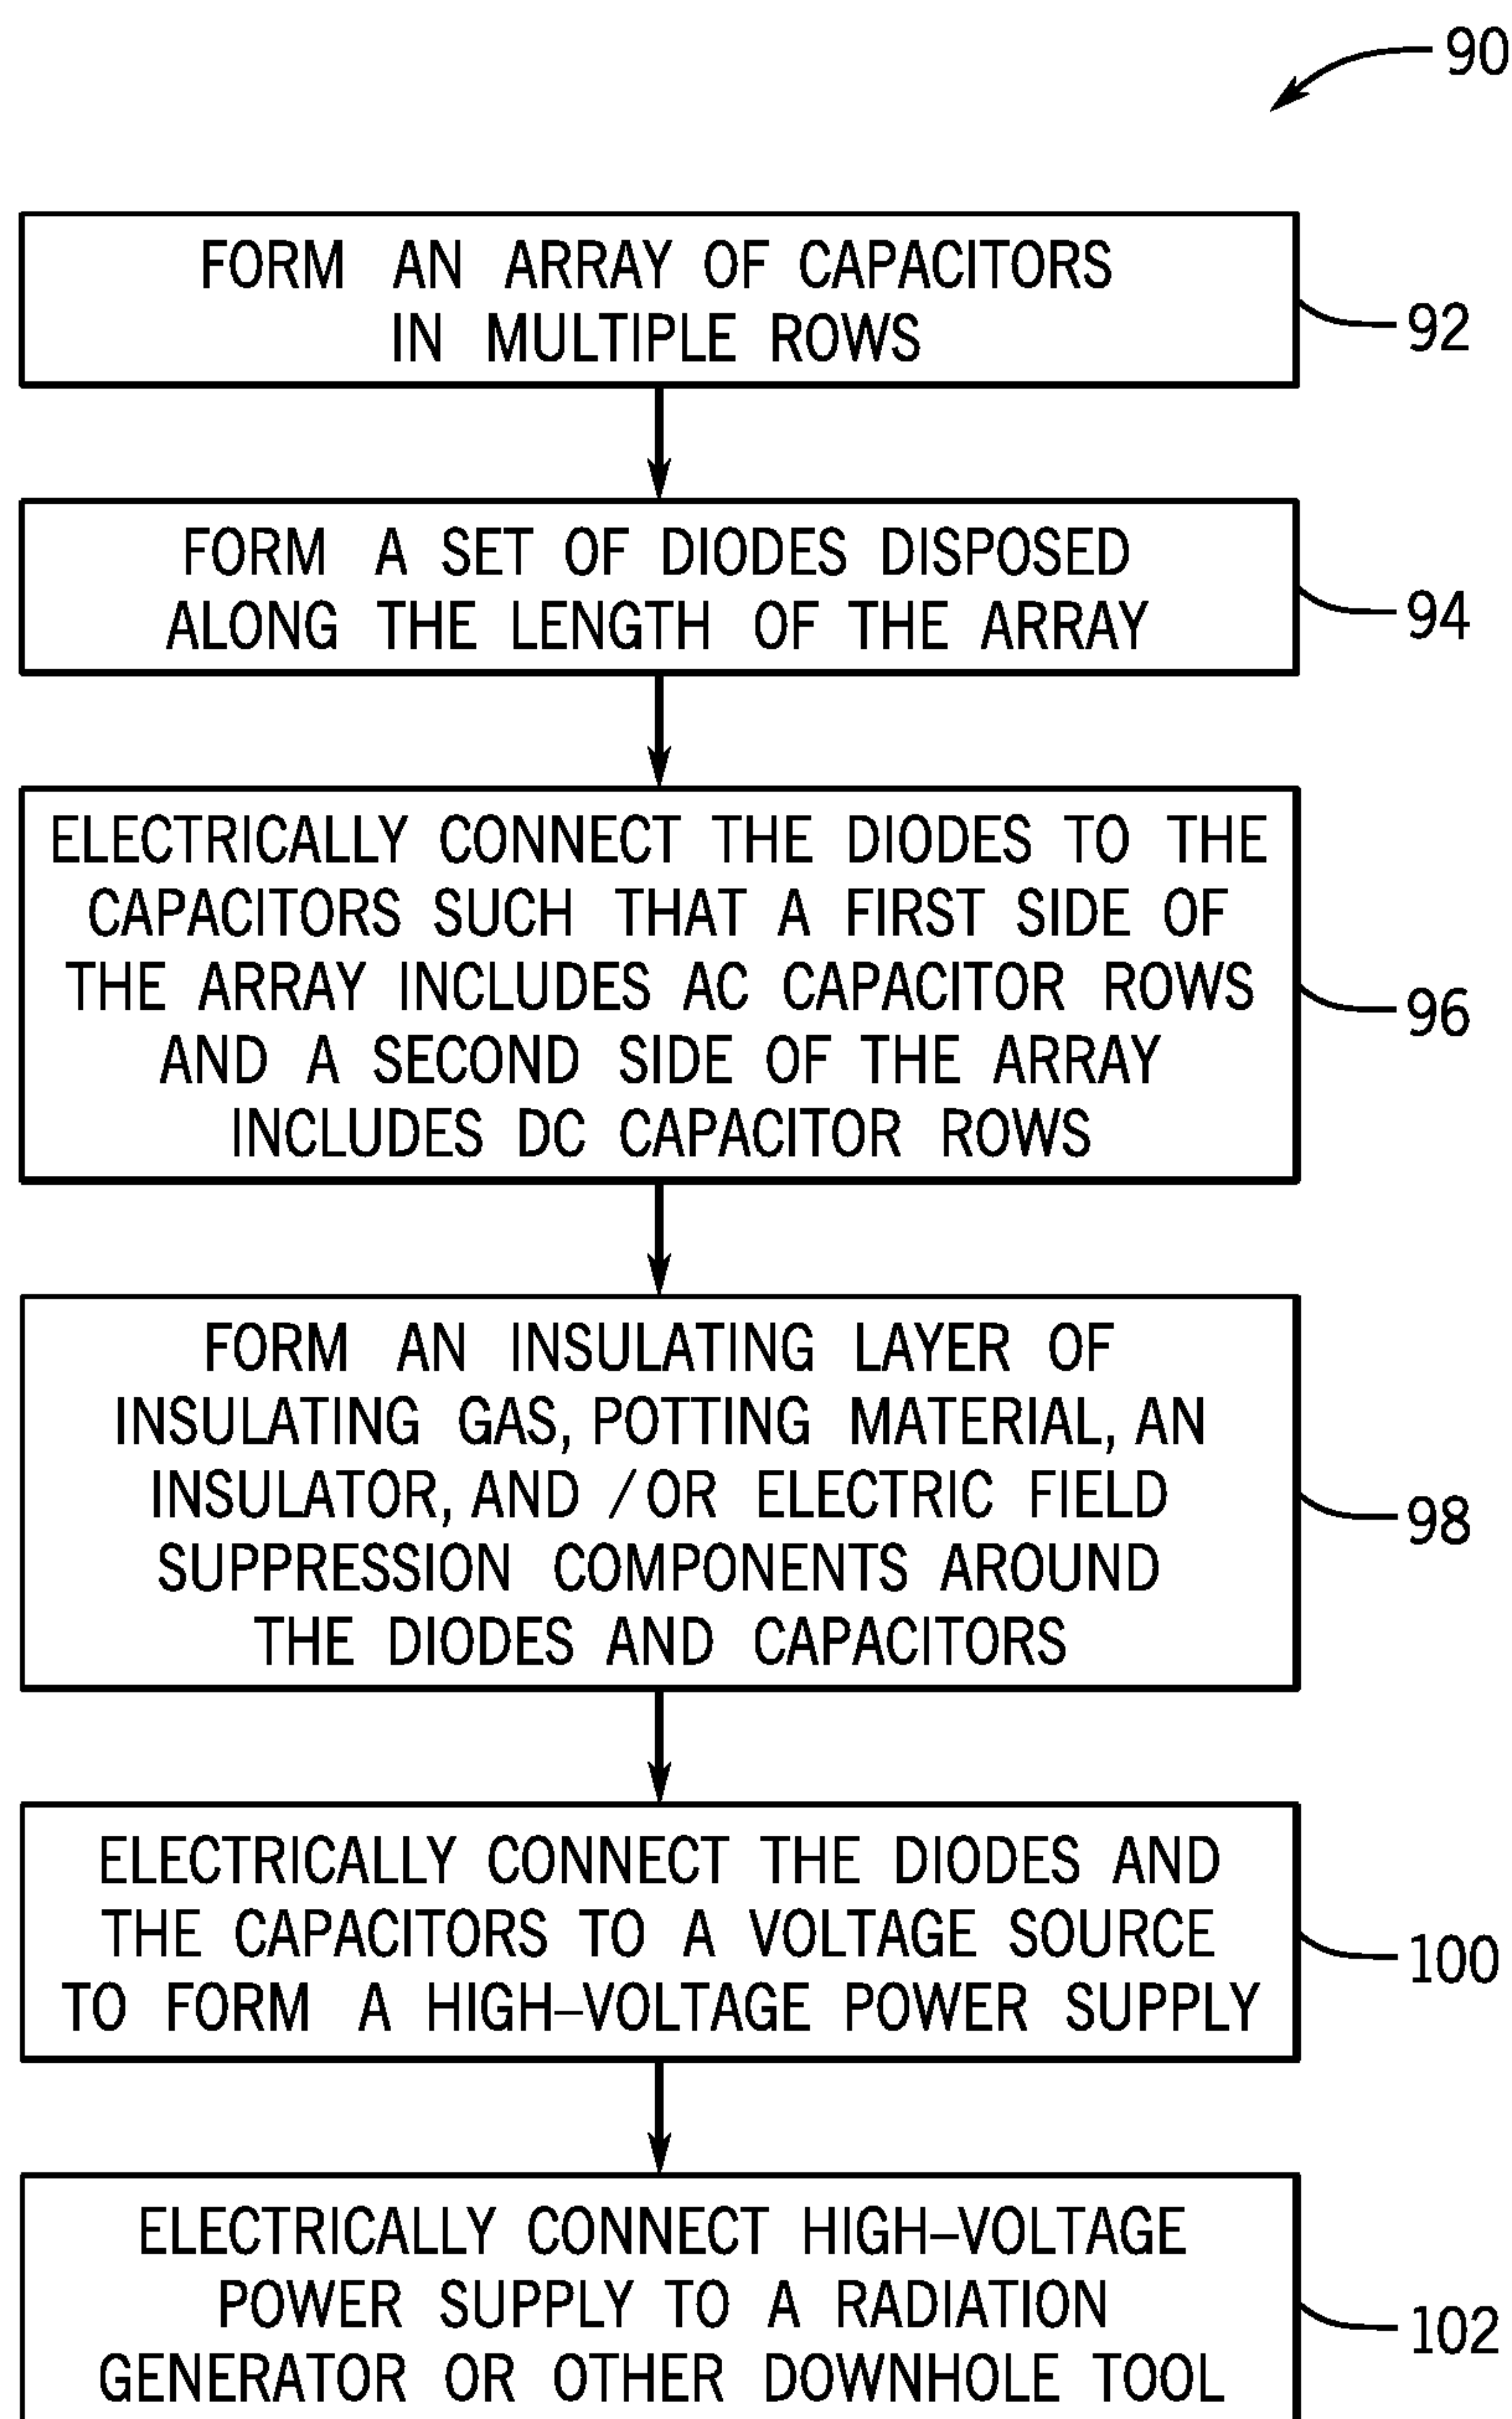 90
FORM AN ARRAY OF CAPACITORS
IN MULTIPLE ROWS
92
FORM A SET OF DIODES DISPOSED
ALONG THE LENGTH OF THE ARRAY
94
ELECTRICALLY CONNECT THE DIODES TO THE
CAPACITORS SUCH THAT A FIRST SIDE OF
THE ARRAY INCLUDES AC CAPACITOR ROWS
AND A SECOND SIDE OF THE ARRAY
INCLUDES DC CAPACITOR ROWS
96
FORM AN INSULATING LAYER OF
INSULATING GAS, POTTING MATERIAL, AN
INSULATOR, AND /OR ELECTRIC FIELD
SUPPRESSION COMPONENTS AROUND
THE DIODES AND CAPACITORS
98
ELECTRICALLY CONNECT THE DIODES AND
THE CAPACITORS TO A VOLTAGE SOURCE
TO FORM A HIGH–VOLTAGE POWER SUPPLY
100
ELECTRICALLY CONNECT HIGH–VOLTAGE
POWER SUPPLY TO A RADIATION
GENERATOR OR OTHER DOWNHOLE TOOL
102